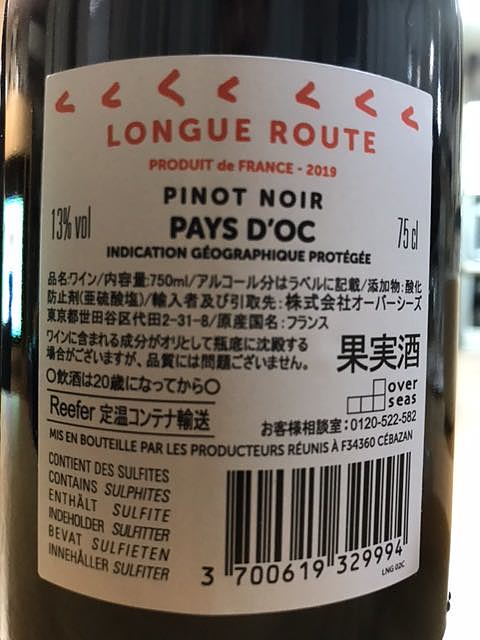 LONGUE ROUTE
PRODUIT de FRANCE - 2019
PINOT NOIR
13% vol
PAYS D'OC
75 cl
INDICATION GÉOGRAPHIQUE PROTÉGÉE
品名:ワイン/内容量:750ml/アルコール分はラベルに記載/添加物:酸化
防止剤(亜硫酸塩)/輸入者及び引取先:株式会社オーバーシーズ
東京都世田谷区代田2-31-8/原産国名:フランス
ワインに含まれる成分がオリとして瓶底に沈殿する
場合がございますが、品質には問題ございません。
果実酒
○飲酒は20歳になってから○
over
seas
Reefer 定温コンテナ輸送
お客様相談室:0120-522-582
MIS EN BOUTEILLE PAR LES PRODUCTEURS RÉUNIS À F34360 CÉBAZAN
CONTIENT DES SULFITES
CONTAINS SULPHITES
ENTHÄLT SULFITE
INDEHOLDER SULFITTER
BEVAT SULFIETEN
INNEHÅLLER SULFITER
3 700619 329994
LNG 02C